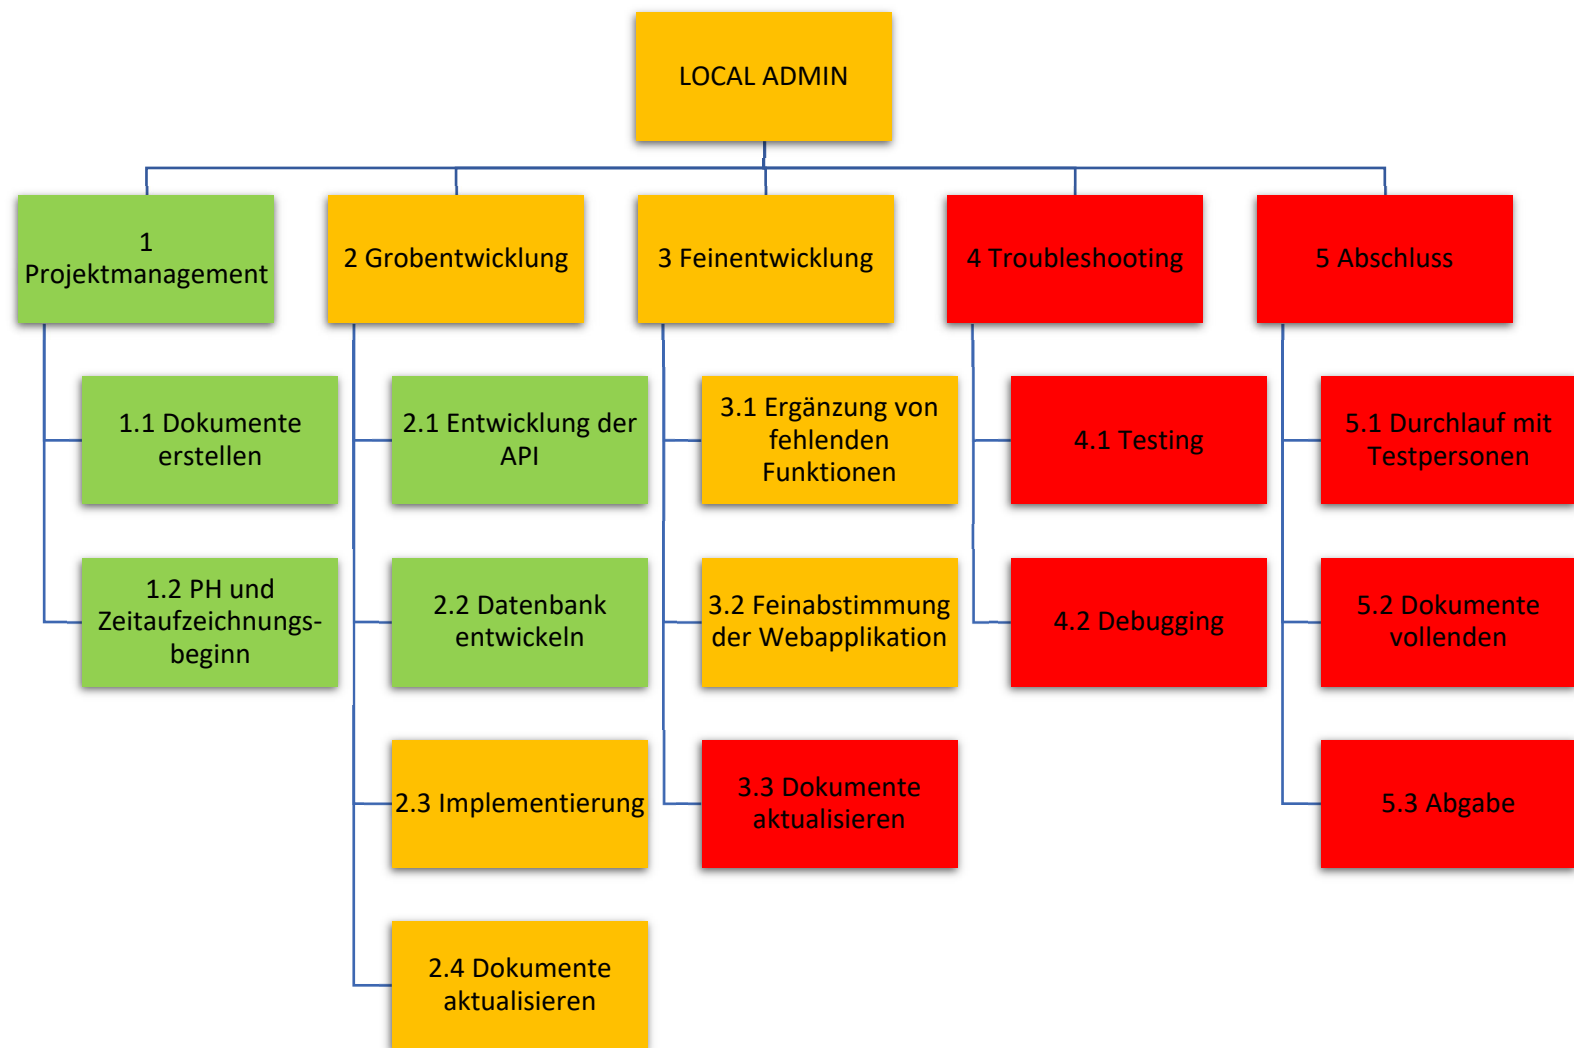 LOCAL ADMIN
1
Projektmanagement
2 Grobentwicklung
3 Feinentwicklung
4 Troubleshooting
5 Abschluss
1.1 Dokumente
erstellen
2.1 Entwicklung der
API
3.1 Ergänzung von
fehlenden
Funktionen
4.1 Testing
5.1 Durchlauf mit
Testpersonen
1.2 PH und
Zeitaufzeichnungs-
beginn
2.2 Datenbank
entwickeln
3.2 Feinabstimmung
der Webapplikation
4.2 Debugging
5.2 Dokumente
vollenden
2.3 Implementierung
3.3 Dokumente
aktualisieren
5.3 Abgabe
2.4 Dokumente
aktualisieren